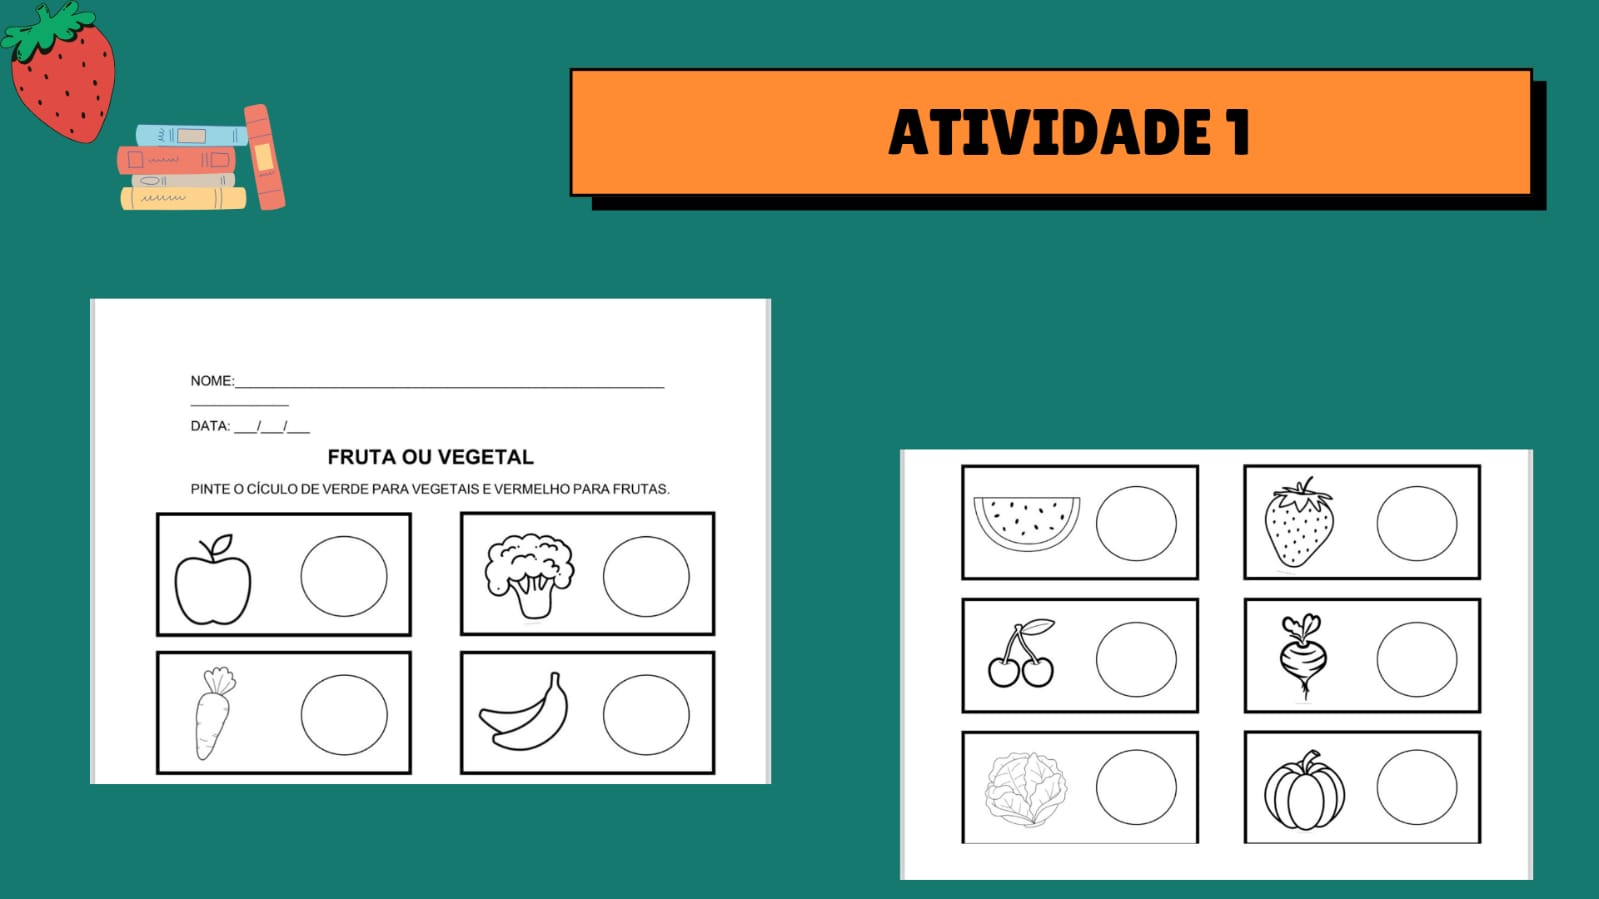 ATIVIDADE 1
NOME:_______________________________________________________
_____________
DATA: ___/___/___
FRUTA OU VEGETAL
PINTE O CÍCULO DE VERDE PARA VEGETAIS E VERMELHO PARA FRUTAS.